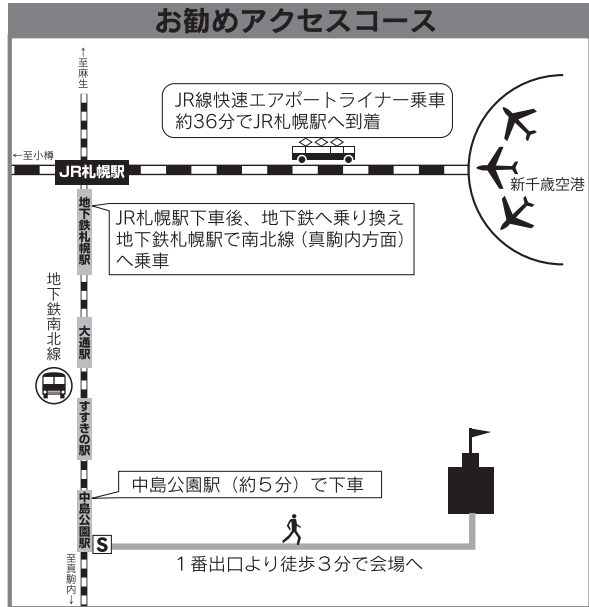 お勧めアクセスコース
↑至麻生
JR線快速エアポートライナー乗車
約36分でJR札幌駅へ到着
←至小樽
JR札幌駅
新千歳空港
地下鉄札幌駅
JR札幌駅下車後、地下鉄へ乗り換え
地下鉄札幌駅で南北線（真駒内方面）
へ乗車
地下鉄南北線
大通駅
すすきの駅
中島公園駅（約５分）で下車
中島公園駅
S
１番出口より徒歩３分で会場へ
至真駒内↓